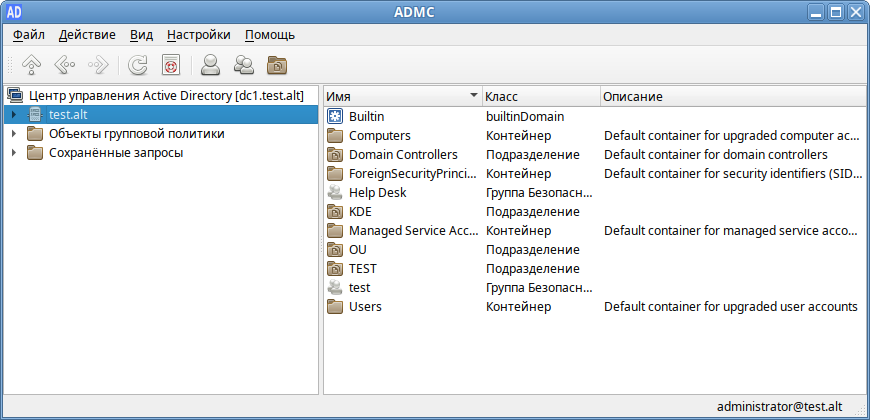 AD ADMC
Файл Действие Вид Настройки Помощь
Центр управления Active Directory [dc1.test.alt]
test.alt
Объекты групповой политики
Сохранённые запросы
Имя Класс Описание
Builtin builtinDomain
Computers Контейнер Default container for upgraded computer ac...
Domain Controllers Подразделение Default container for domain controllers
ForeignSecurityPrinci... Контейнер Default container for security identifiers (SID...
Help Desk Группа Безопасн...
KDE Подразделение
Managed Service Acc... Контейнер Default container for managed service acco...
OU Подразделение
TEST Подразделение
test Группа Безопасн...
Users Контейнер Default container for upgraded user accounts
administrator@test.alt